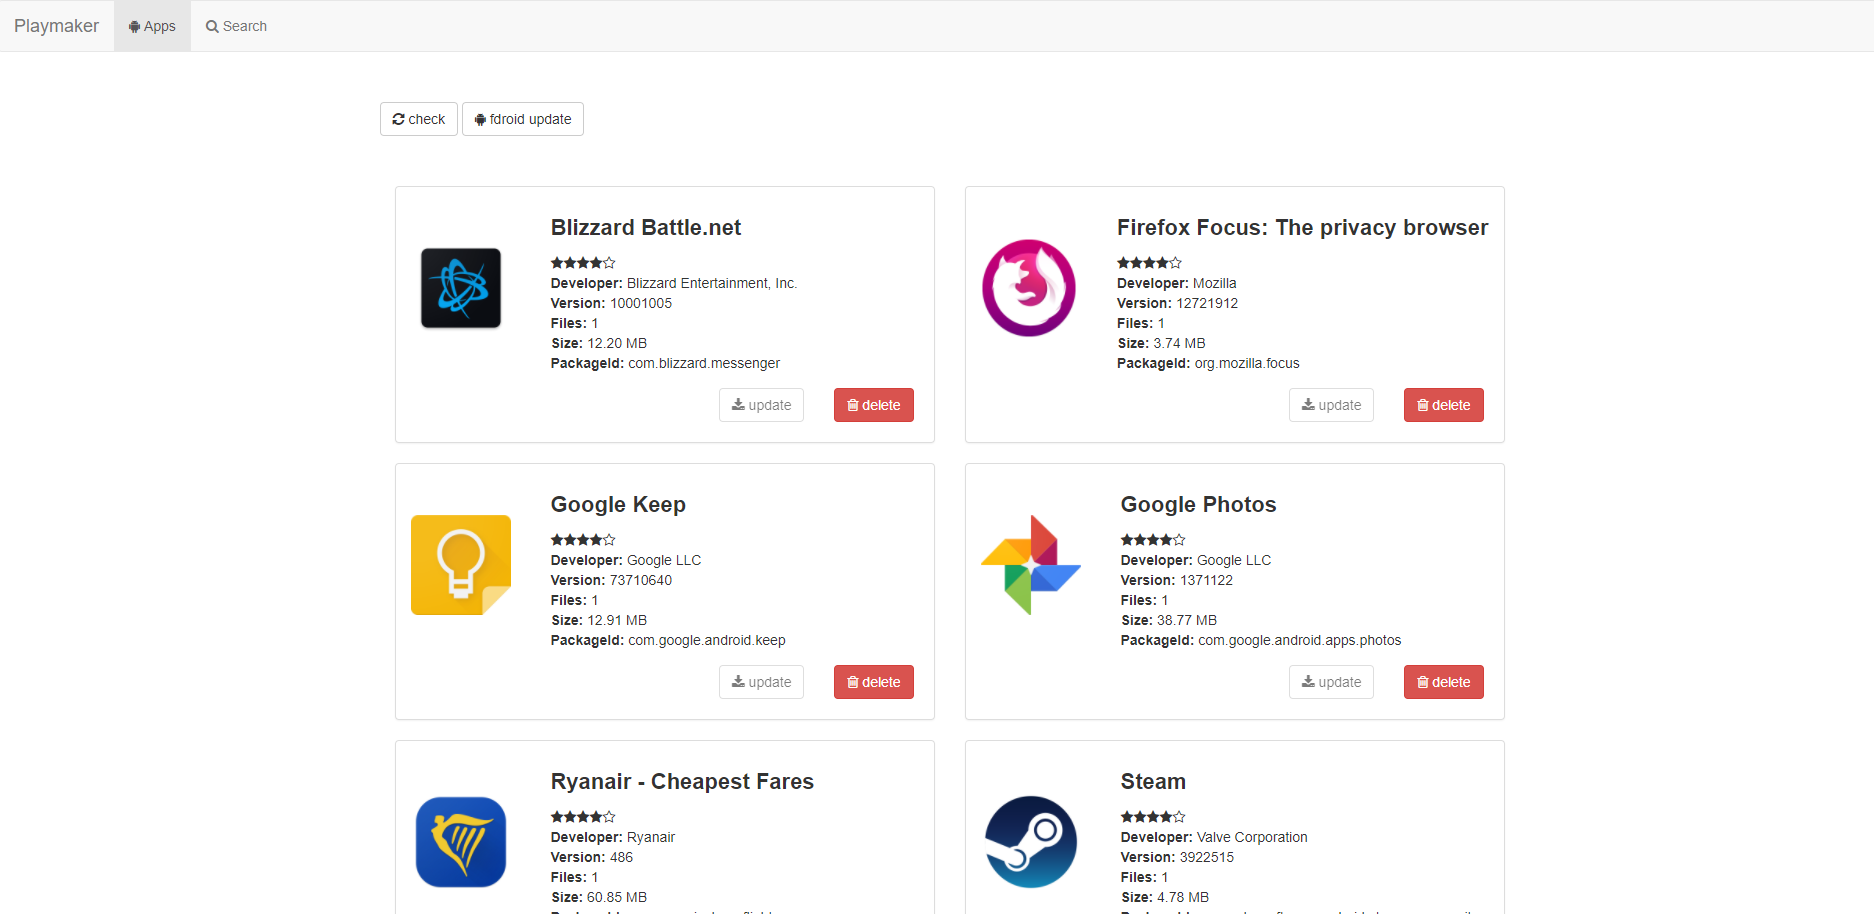 Playmaker Apps Search
check fdroid update
Blizzard Battle.net
Developer: Blizzard Entertainment, Inc.
Version: 10001005
Files: 1
Size: 12.20 MB
PackageId: com.blizzard.messenger
update delete
Firefox Focus: The privacy browser
Developer: Mozilla
Version: 12721912
Files: 1
Size: 3.74 MB
PackageId: org.mozilla.focus
update delete
Google Keep
Developer: Google LLC
Version: 73710640
Files: 1
Size: 12.91 MB
PackageId: com.google.android.keep
update delete
Google Photos
Developer: Google LLC
Version: 1371122
Files: 1
Size: 38.77 MB
PackageId: com.google.android.apps.photos
update delete
Ryanair - Cheapest Fares
Developer: Ryanair
Version: 486
Files: 1
Size: 60.85 MB
Steam
Developer: Valve Corporation
Version: 3922515
Files: 1
Size: 4.78 MB